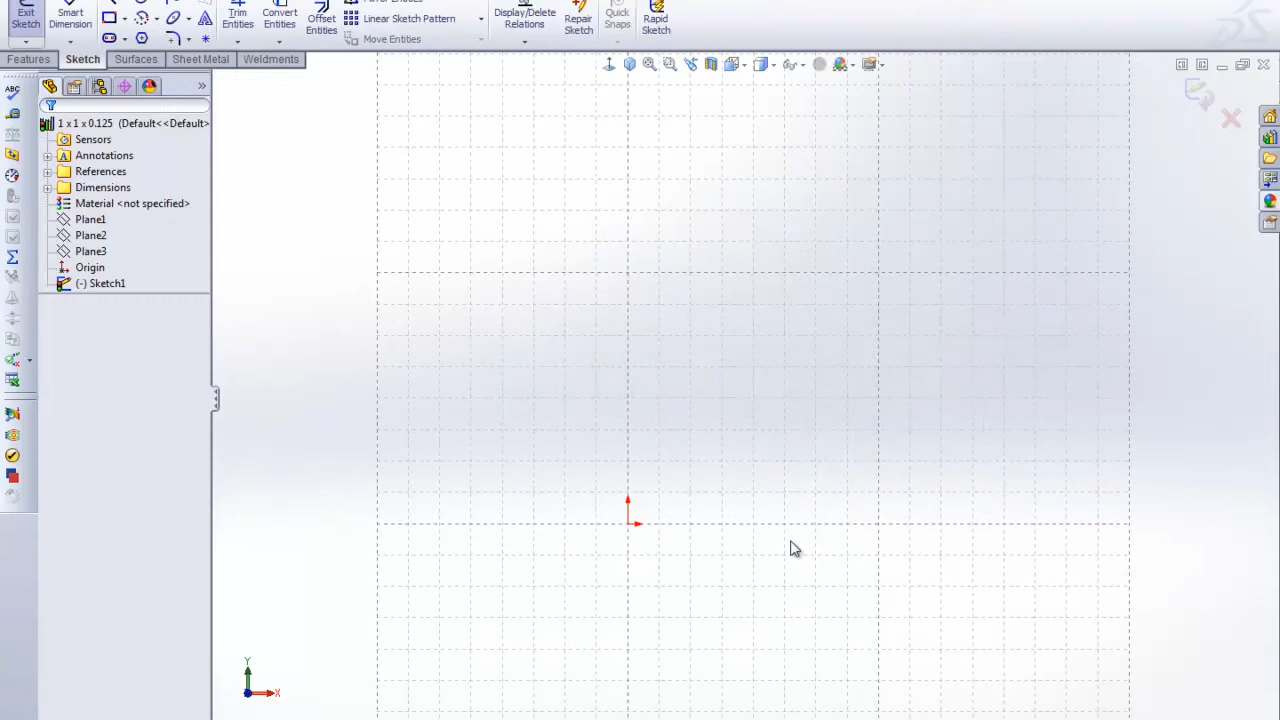 Exit
Sketch
Smart
Dimension
Trim
Entities
Convert
Entities
Offset
Entities
Linear Sketch Pattern
Move Entities
Display/Delete
Relations
Repair
Sketch
Quick
Snaps
Rapid
Sketch
Features
Sketch
Surfaces
Sheet Metal
Weldments
ABC
1 x 1 x 0.125 (Default<<Default>
Sensors
Annotations
References
Dimensions
Material <not specified>
Plane1
Plane2
Plane3
Origin
(-) Sketch1
Y
X